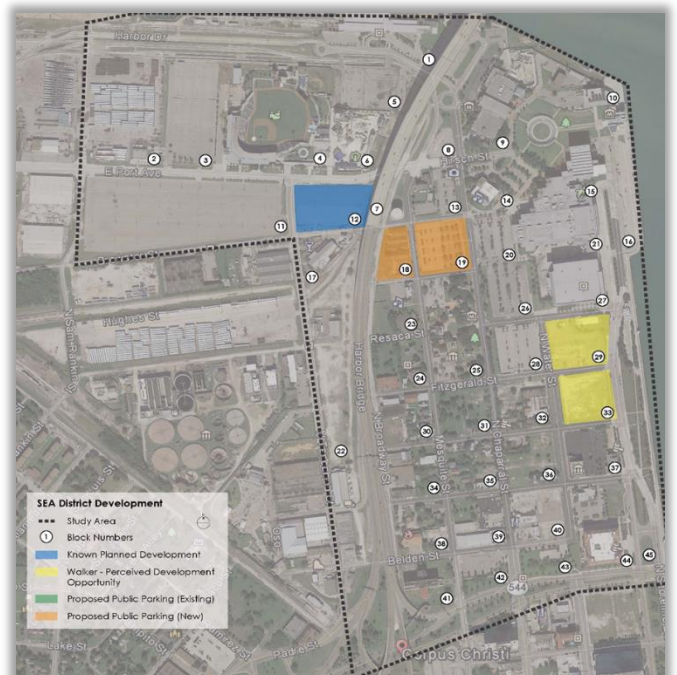 Harbor Dr
1
10
5
8
9
2
3
4
6
Hirsch St
E Port Ave
15
14
7
13
12
11
21
16
20
18
19
17
26
27
23
Resaca St
Hughes St
29
N Water St
28
25
24
Fitzgerald St
Harbor Bridge
N Broadway St
33
32
31
30
N Chaparral St
Mesquite St
22
37
36
35
34
SEA District Development
Study Area
1 Block Numbers
Known Planned Development
Walker - Perceived Development
Opportunity
Proposed Public Parking (Existing)
Proposed Public Parking (New)
40
39
38
Belden St
45
44
43
42
544
41
Lake St
Padre St
Corpus Christi